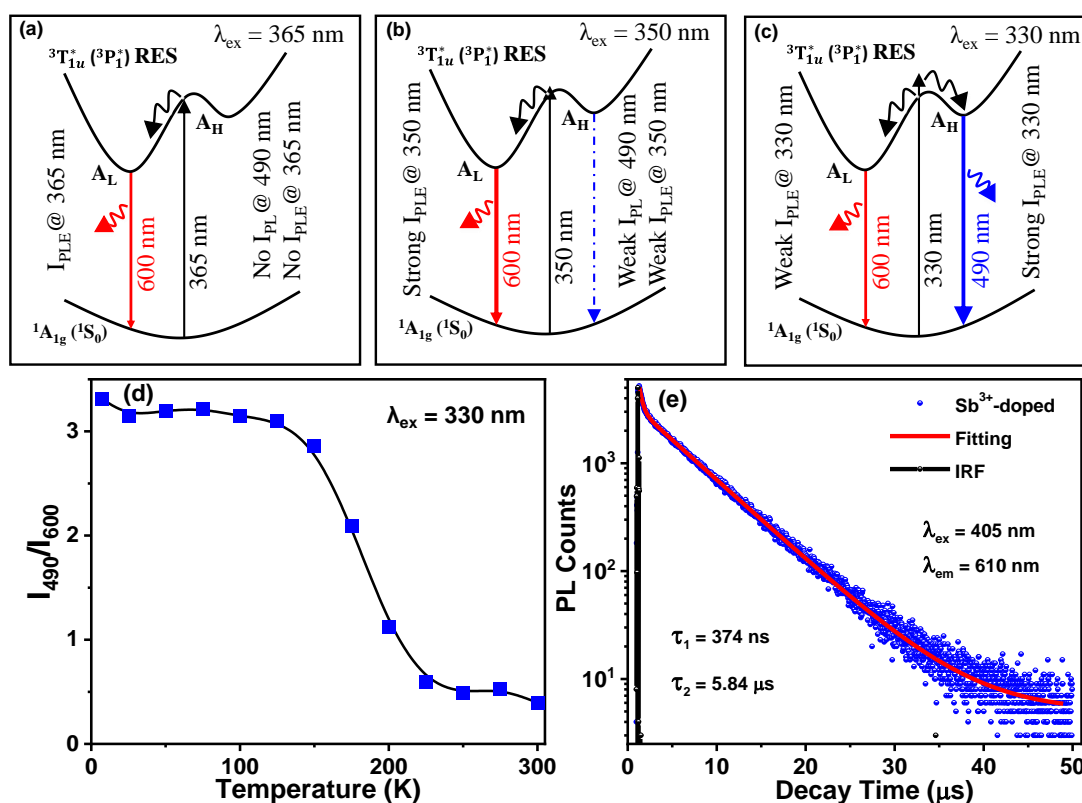 (a)
λex = 365 nm
³T*1u (³P*1) RES
AH
AL
IPLE @ 365 nm
600 nm
365 nm
No IPL @ 490 nm
No IPLE @ 365 nm
¹A1g (¹S0)
(b)
λex = 350 nm
³T*1u (³P*1) RES
AH
AL
Strong IPLE @ 350 nm
600 nm
350 nm
Weak IPL @ 490 nm
Weak IPLE @ 350 nm
¹A1g (¹S0)
(c)
λex = 330 nm
³T*1u (³P*1) RES
AH
AL
Weak IPLE @ 330 nm
600 nm
330 nm
490 nm
Strong IPLE @ 330 nm
¹A1g (¹S0)
(d)
λex = 330 nm
I490/I600
3
2
1
0
0
100
200
300
Temperature (K)
(e)
Sb³⁺-doped
Fitting
IRF
λex = 405 nm
λem = 610 nm
τ1 = 374 ns
τ2 = 5.84 μs
PL Counts
10³
10²
10¹
0
10
20
30
40
50
Decay Time (μs)